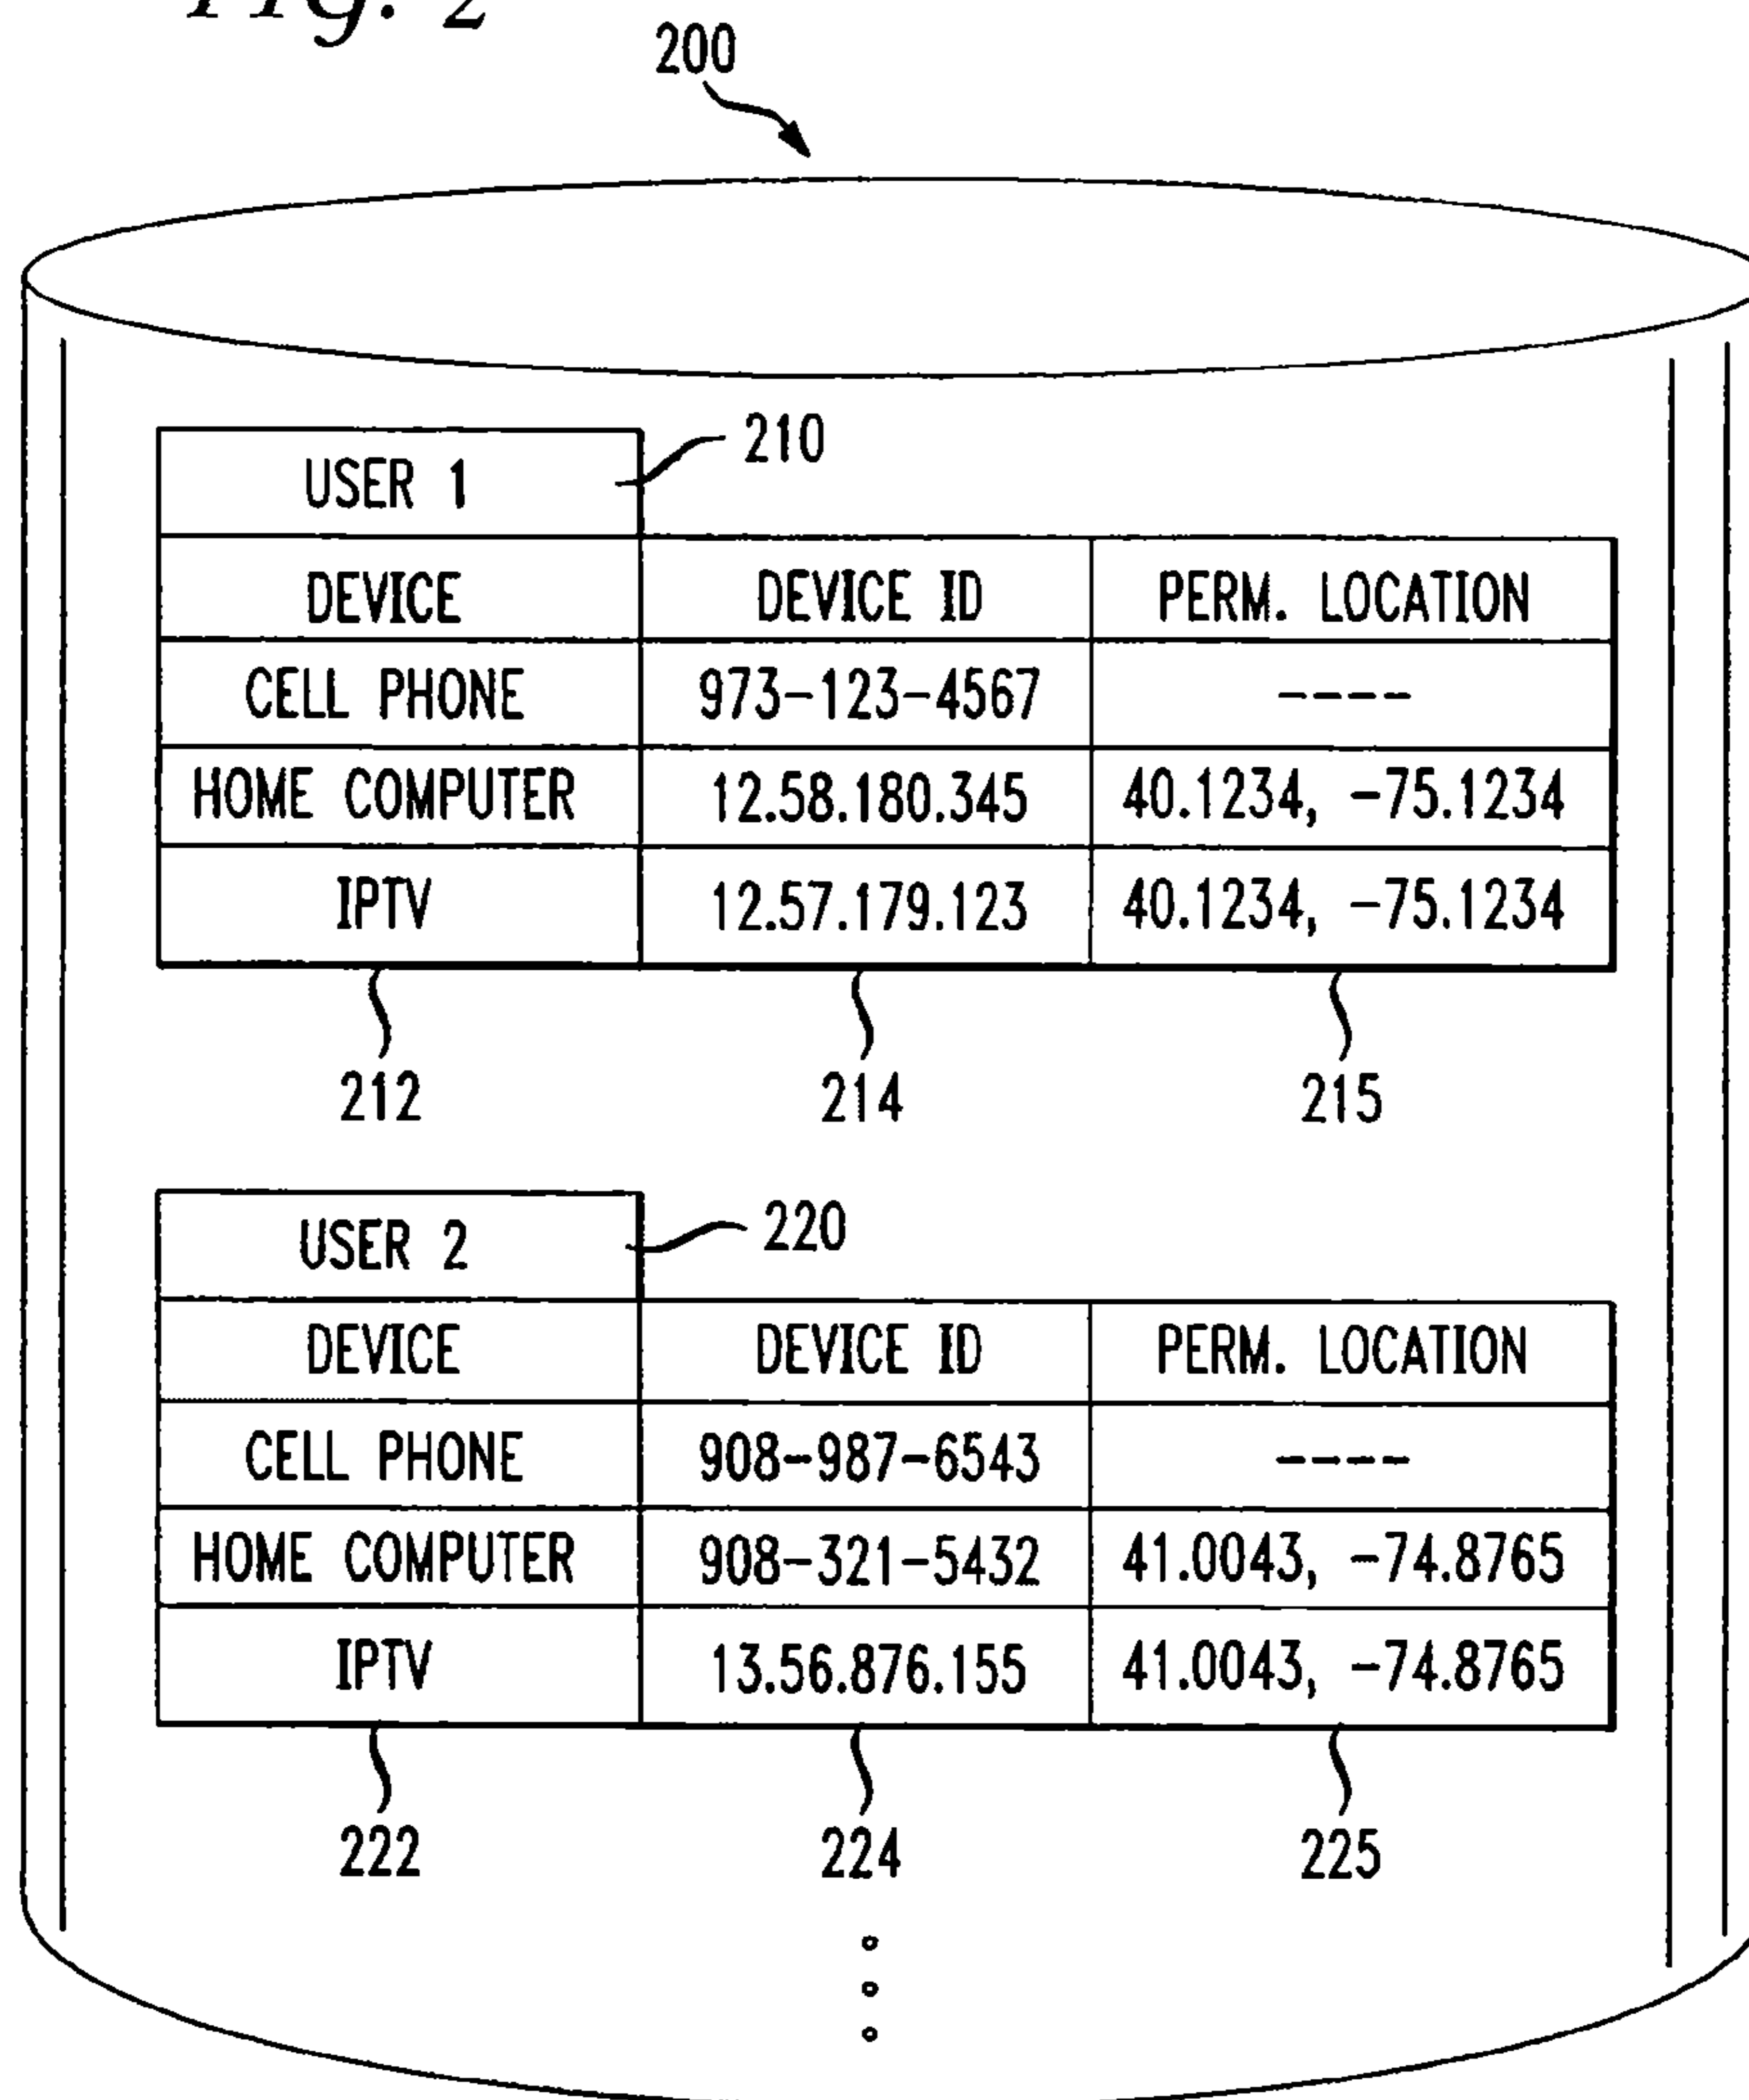 FIG. 2
200
USER 1
210
DEVICE DEVICE ID PERM. LOCATION
CELL PHONE 973-123-4567 ----
HOME COMPUTER 12.58.180.345 40.1234, -75.1234
IPTV 12.57.179.123 40.1234, -75.1234
212 214 215
USER 2
220
DEVICE DEVICE ID PERM. LOCATION
CELL PHONE 908-987-6543 ----
HOME COMPUTER 908-321-5432 41.0043, -74.8765
IPTV 13.56.876.155 41.0043, -74.8765
222 224 225